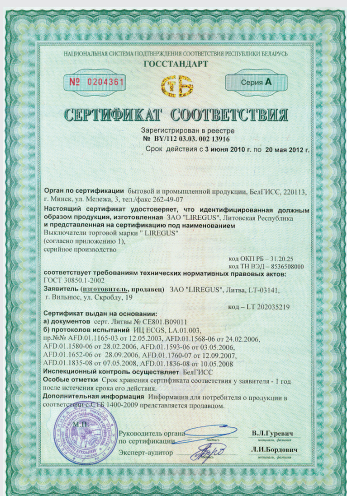 НАЦИОНАЛЬНАЯ СИСТЕМА ПОДТВЕРЖДЕНИЯ СООТВЕТСТВИЯ РЕСПУБЛИКИ БЕЛАРУСЬ
ГОССТАНДАРТ
№ 0204361
Серия А
СЕРТИФИКАТ СООТВЕТСТВИЯ
Зарегистрирован в реестре
№ BY/112 03.03. 002 13916
Срок действия с 3 июня 2010 г. по 20 мая 2012 г.
Орган по сертификации бытовой и промышленной продукции, БелГИСС, 220113,
г. Минск, ул. Мележа, 3, тел./факс 262-49-07
Настоящий сертификат удостоверяет, что идентифицированная должным
образом продукция, изготовленная ЗАО "LIREGUS", Литовская Республика
и представленная на сертификацию под наименованием
Выключатели торговой марки " LIREGUS"
(согласно приложению 1),
серийное производство.
код ОКП РБ – 31.20.25
код ТН ВЭД – 8536508000
соответствует требованиям технических нормативных правовых актов:
ГОСТ 30850.1-2002
Заявитель (изготовитель, продавец) ЗАО "LIREGUS", Литва, LT-03141,
г. Вильнюс, ул. Скробля, 19
код – LT 202035219
Сертификат выдан на основании:
а) документов серт. Литвы № CE801.B09011
б) протоколов испытаний ИЦ ECGS, LA.01.003,
пр.№№ AFD.01.1165-03 от 12.05.2003, AFD.01.1568-06 от 24.02.2006,
AFD.01.1580-06 от 28.02.2006, AFD.01.1593-06 от 03.05.2006,
AFD.01.1652-06 от 28.09.2006, AFD.01.1760-07 от 12.09.2007,
AFD.01.1835-08 от 07.05.2008, AFD.01.1836-08 от 10.05.2008
Инспекционный контроль осуществляет БелГИСС
Особые отметки Срок хранения сертификата соответствия у заявителя - 1 год
после истечения срока его действия.
Дополнительная информация Информация для потребителя о продукции в
соответствии с СТБ 1400-2009 представляется продавцом.
М.П.
Руководитель органа
по сертификации
В.Л.Гуревич
Эксперт-аудитор
Л.И.Бордович